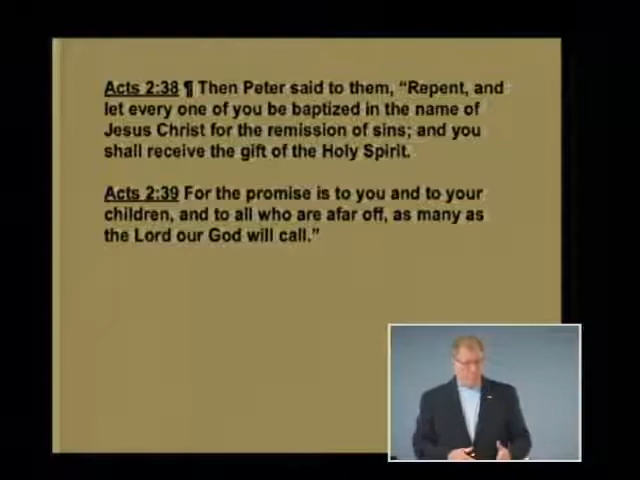 Acts 2:38 ¶ Then Peter said to them, “Repent, and
let every one of you be baptized in the name of
Jesus Christ for the remission of sins; and you
shall receive the gift of the Holy Spirit.
Acts 2:39 For the promise is to you and to your
children, and to all who are afar off, as many as
the Lord our God will call.”